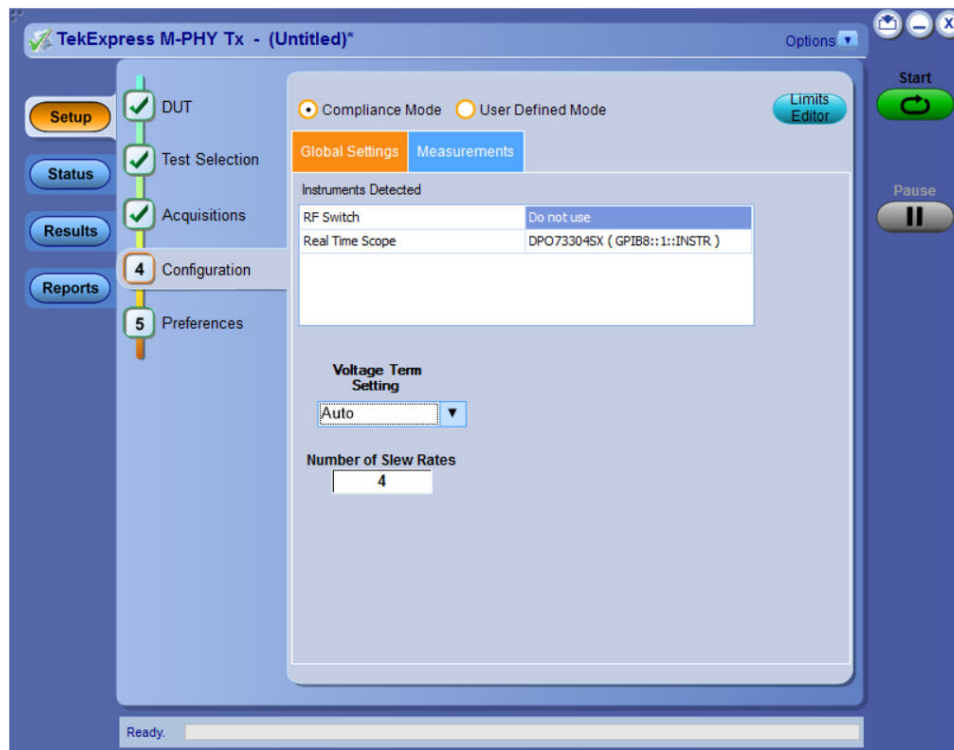 TekExpress M-PHY Tx - (Untitled)*
Options
X
Start
Pause
Setup
Status
Results
Reports
DUT
Test Selection
Acquisitions
4 Configuration
5 Preferences
Compliance Mode User Defined Mode
Limits
Editor
Global Settings Measurements
Instruments Detected
RF Switch Do not use
Real Time Scope DPO73304SX ( GPIB8::1::INSTR )
Voltage Term
Setting
Auto
Number of Slew Rates
4
Ready.